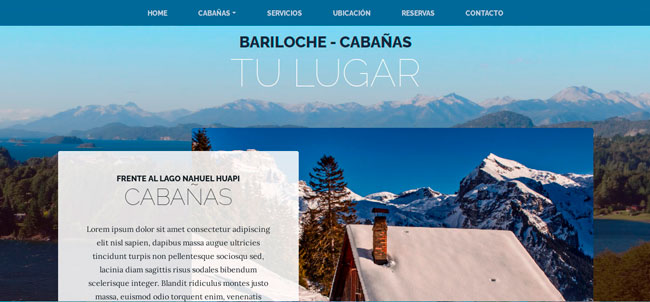 HOME CABAÑAS SERVICIOS UBICACIÓN RESERVAS CONTACTO
BARILOCHE - CABAÑAS
TU LUGAR
FRENTE AL LAGO NAHUEL HUAPI
CABAÑAS
Lorem ipsum dolor sit amet consectetur adipiscing
elit nisl sapien, dapibus massa augue ultricies
tincidunt turpis non pellentesque sociosqu sed,
lacinia diam sagittis risus sodales bibendum
scelerisque integer. Blandit ridiculus montes justo
massa, euismod odio torquent enim, venenatis